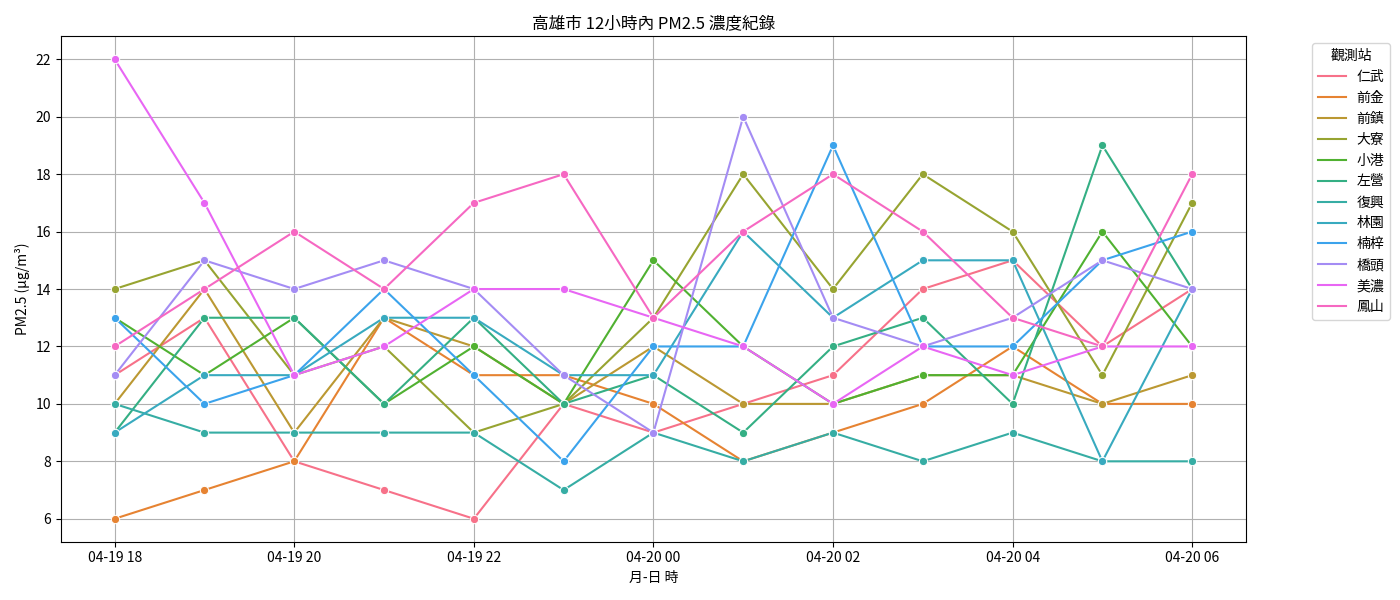 高雄市 12小時內 PM2.5 濃度紀錄
PM2.5 (μg/m³)
22
20
18
16
14
12
10
8
6
04-19 18
04-19 20
04-19 22
04-20 00
04-20 02
04-20 04
04-20 06
月-日 時
觀測站
仁武
前金
前鎮
大寮
小港
左營
復興
林園
楠梓
橋頭
美濃
鳳山